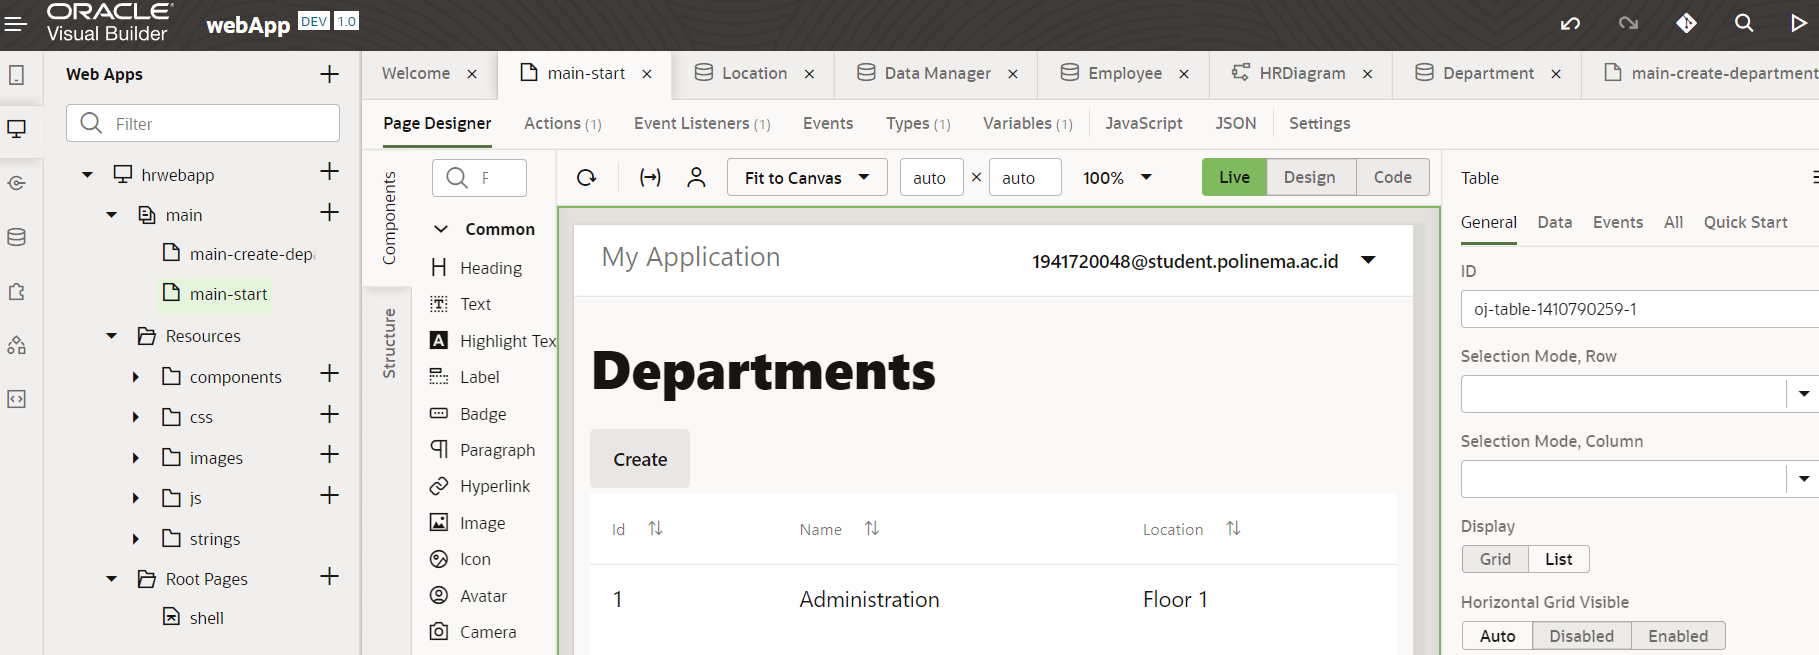 ORACLE
Visual Builder
webApp DEV 1.0
Web Apps
Filter
hrwebapp
main
main-create-dep
main-start
Resources
components
css
images
js
strings
Root Pages
shell
Welcome
main-start
Location
Data Manager
Employee
HRDiagram
Department
main-create-department
Page Designer
Actions (1)
Event Listeners (1)
Events
Types (1)
Variables (1)
JavaScript
JSON
Settings
Components
Structure
F
Common
Heading
Text
Highlight Tex
Label
Badge
Paragraph
Hyperlink
Image
Icon
Avatar
Camera
Fit to Canvas
auto × auto
100%
Live
Design
Code
My Application
1941720048@student.polinema.ac.id
Departments
Create
Id Name Location
1 Administration Floor 1
Table
General Data Events All Quick Start
ID
oj-table-1410790259-1
Selection Mode, Row
Selection Mode, Column
Display
Grid List
Horizontal Grid Visible
Auto Disabled Enabled